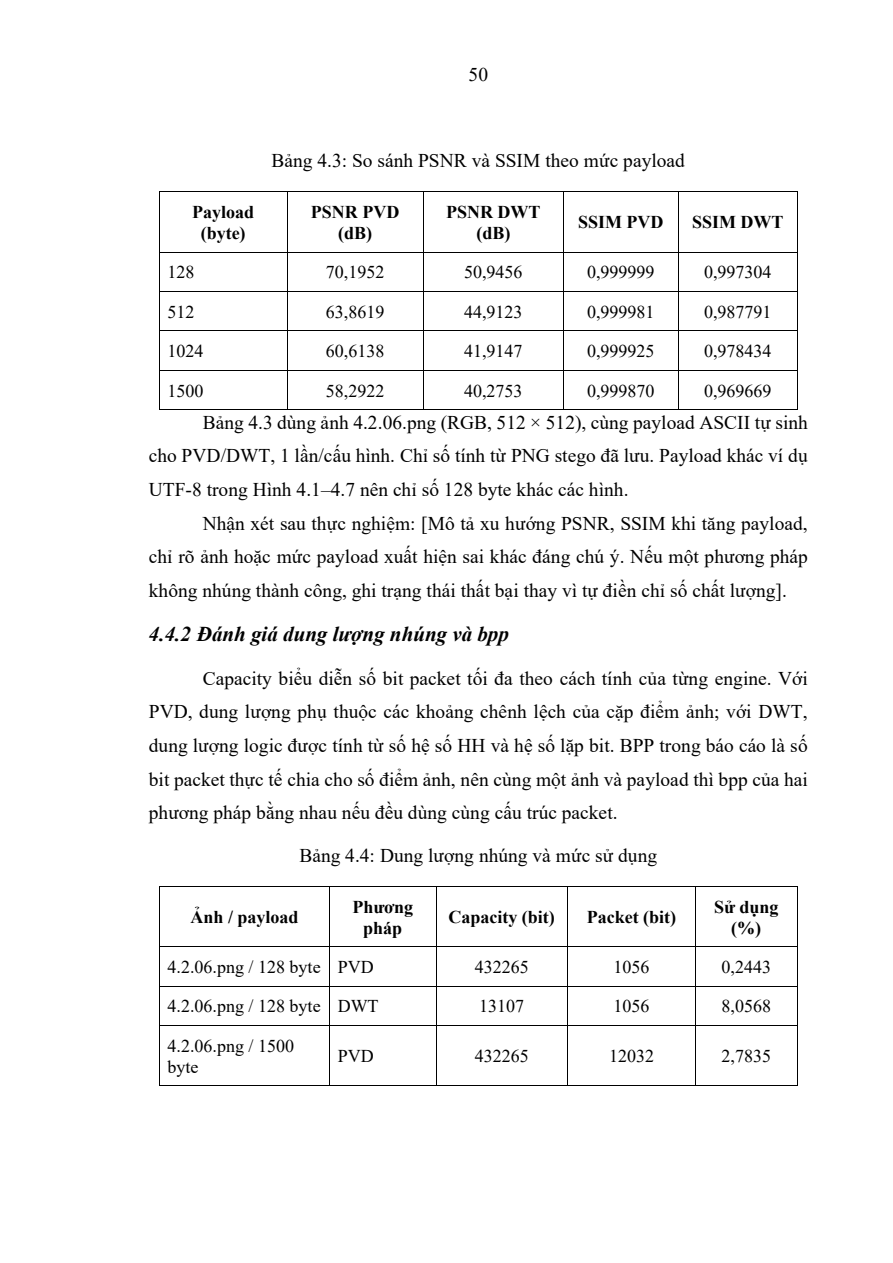 50
Bảng 4.3: So sánh PSNR và SSIM theo mức payload
Payload (byte) PSNR PVD (dB) PSNR DWT (dB) SSIM PVD SSIM DWT
128 70,1952 50,9456 0,999999 0,997304
512 63,8619 44,9123 0,999981 0,987791
1024 60,6138 41,9147 0,999925 0,978434
1500 58,2922 40,2753 0,999870 0,969669
Bảng 4.3 dùng ảnh 4.2.06.png (RGB, 512 × 512), cùng payload ASCII tự sinh
cho PVD/DWT, 1 lần/cấu hình. Chỉ số tính từ PNG stego đã lưu. Payload khác ví dụ
UTF-8 trong Hình 4.1–4.7 nên chỉ số 128 byte khác các hình.
Nhận xét sau thực nghiệm: [Mô tả xu hướng PSNR, SSIM khi tăng payload,
chỉ rõ ảnh hoặc mức payload xuất hiện sai khác đáng chú ý. Nếu một phương pháp
không nhúng thành công, ghi trạng thái thất bại thay vì tự điền chỉ số chất lượng].
4.4.2 Đánh giá dung lượng nhúng và bpp
Capacity biểu diễn số bit packet tối đa theo cách tính của từng engine. Với
PVD, dung lượng phụ thuộc các khoảng chênh lệch của cặp điểm ảnh; với DWT,
dung lượng logic được tính từ số hệ số HH và hệ số lặp bit. BPP trong báo cáo là số
bit packet thực tế chia cho số điểm ảnh, nên cùng một ảnh và payload thì bpp của hai
phương pháp bằng nhau nếu đều dùng cùng cấu trúc packet.
Bảng 4.4: Dung lượng nhúng và mức sử dụng
Ảnh / payload Phương pháp Capacity (bit) Packet (bit) Sử dụng (%)
4.2.06.png / 128 byte PVD 432265 1056 0,2443
4.2.06.png / 128 byte DWT 13107 1056 8,0568
4.2.06.png / 1500 byte PVD 432265 12032 2,7835